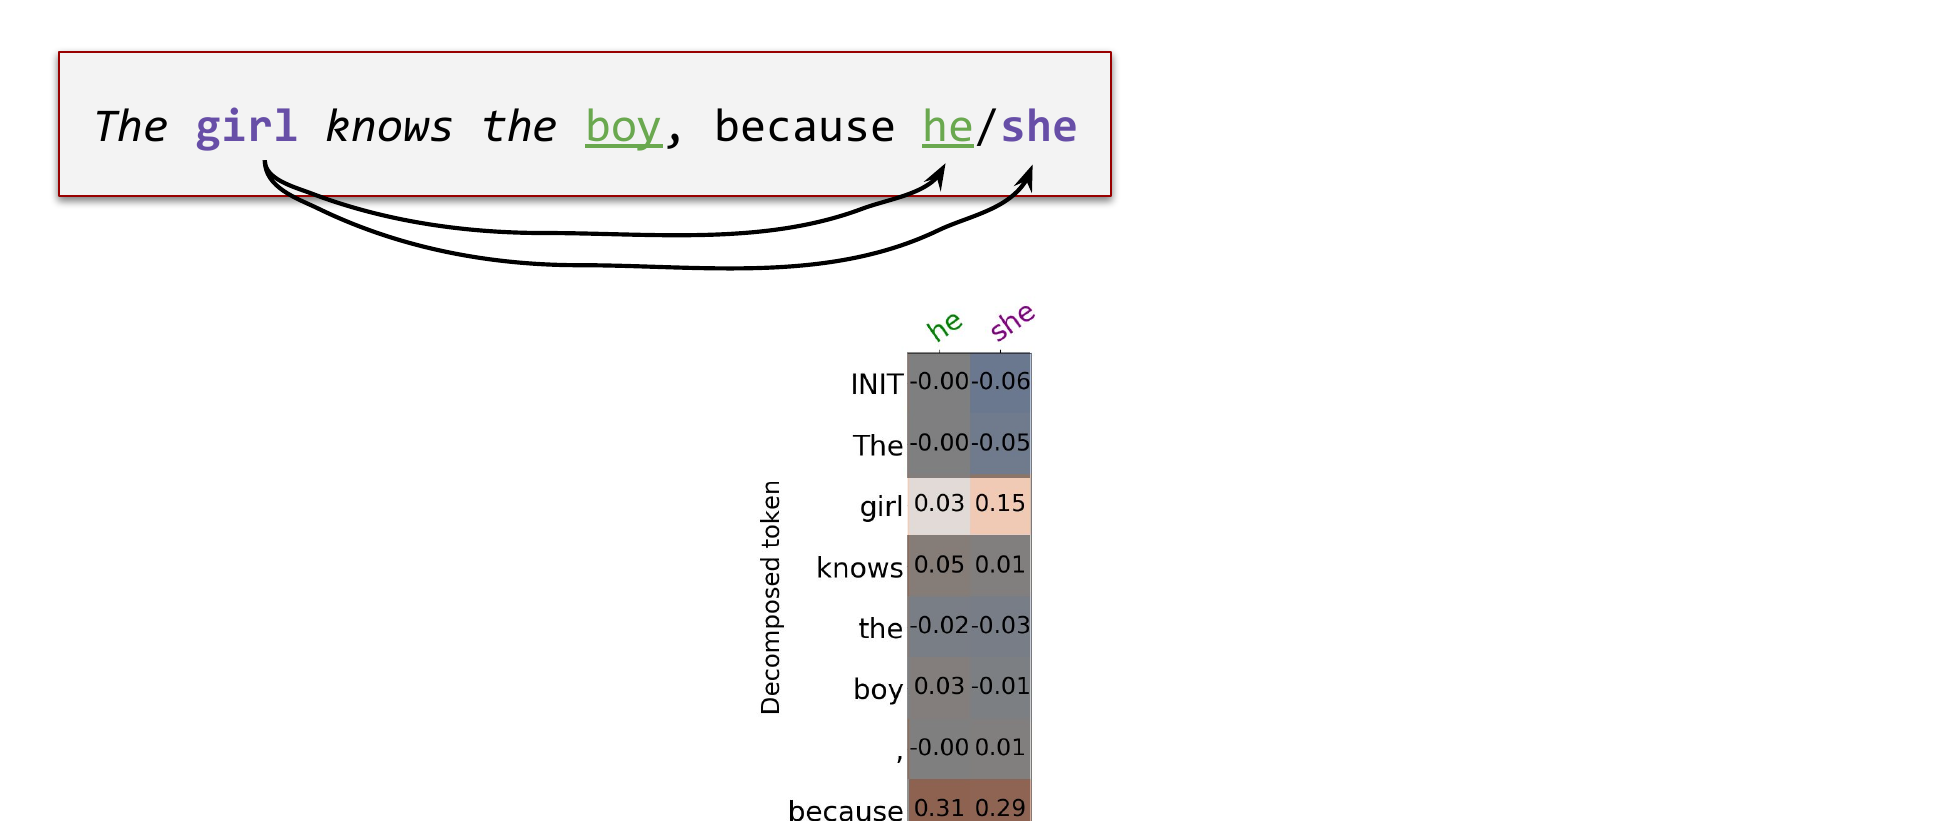 The girl knows the boy, because he/she
he she
INIT -0.00 -0.06
The -0.00 -0.05
girl 0.03 0.15
knows 0.05 0.01
the -0.02 -0.03
boy 0.03 -0.01
, -0.00 0.01
because 0.31 0.29
Decomposed token